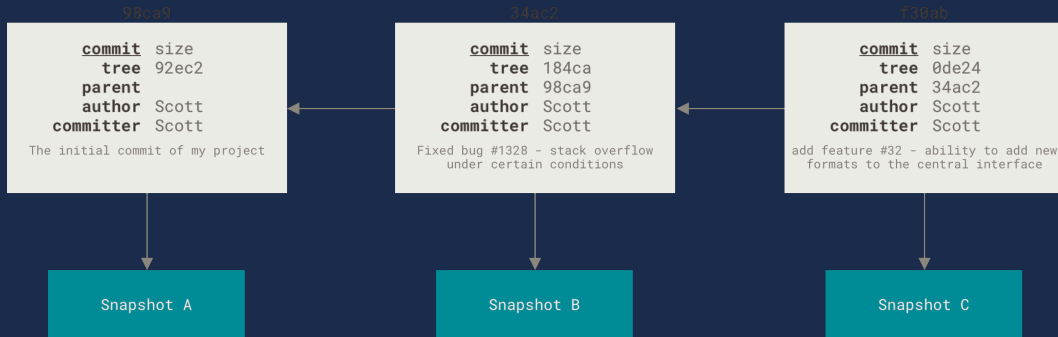 98ca9
commit size
tree 92ec2
parent
author Scott
committer Scott
The initial commit of my project
Snapshot A
34ac2
commit size
tree 184ca
parent 98ca9
author Scott
committer Scott
Fixed bug #1328 - stack overflow
under certain conditions
Snapshot B
f30ab
commit size
tree 0de24
parent 34ac2
author Scott
committer Scott
add feature #32 - ability to add new
formats to the central interface
Snapshot C